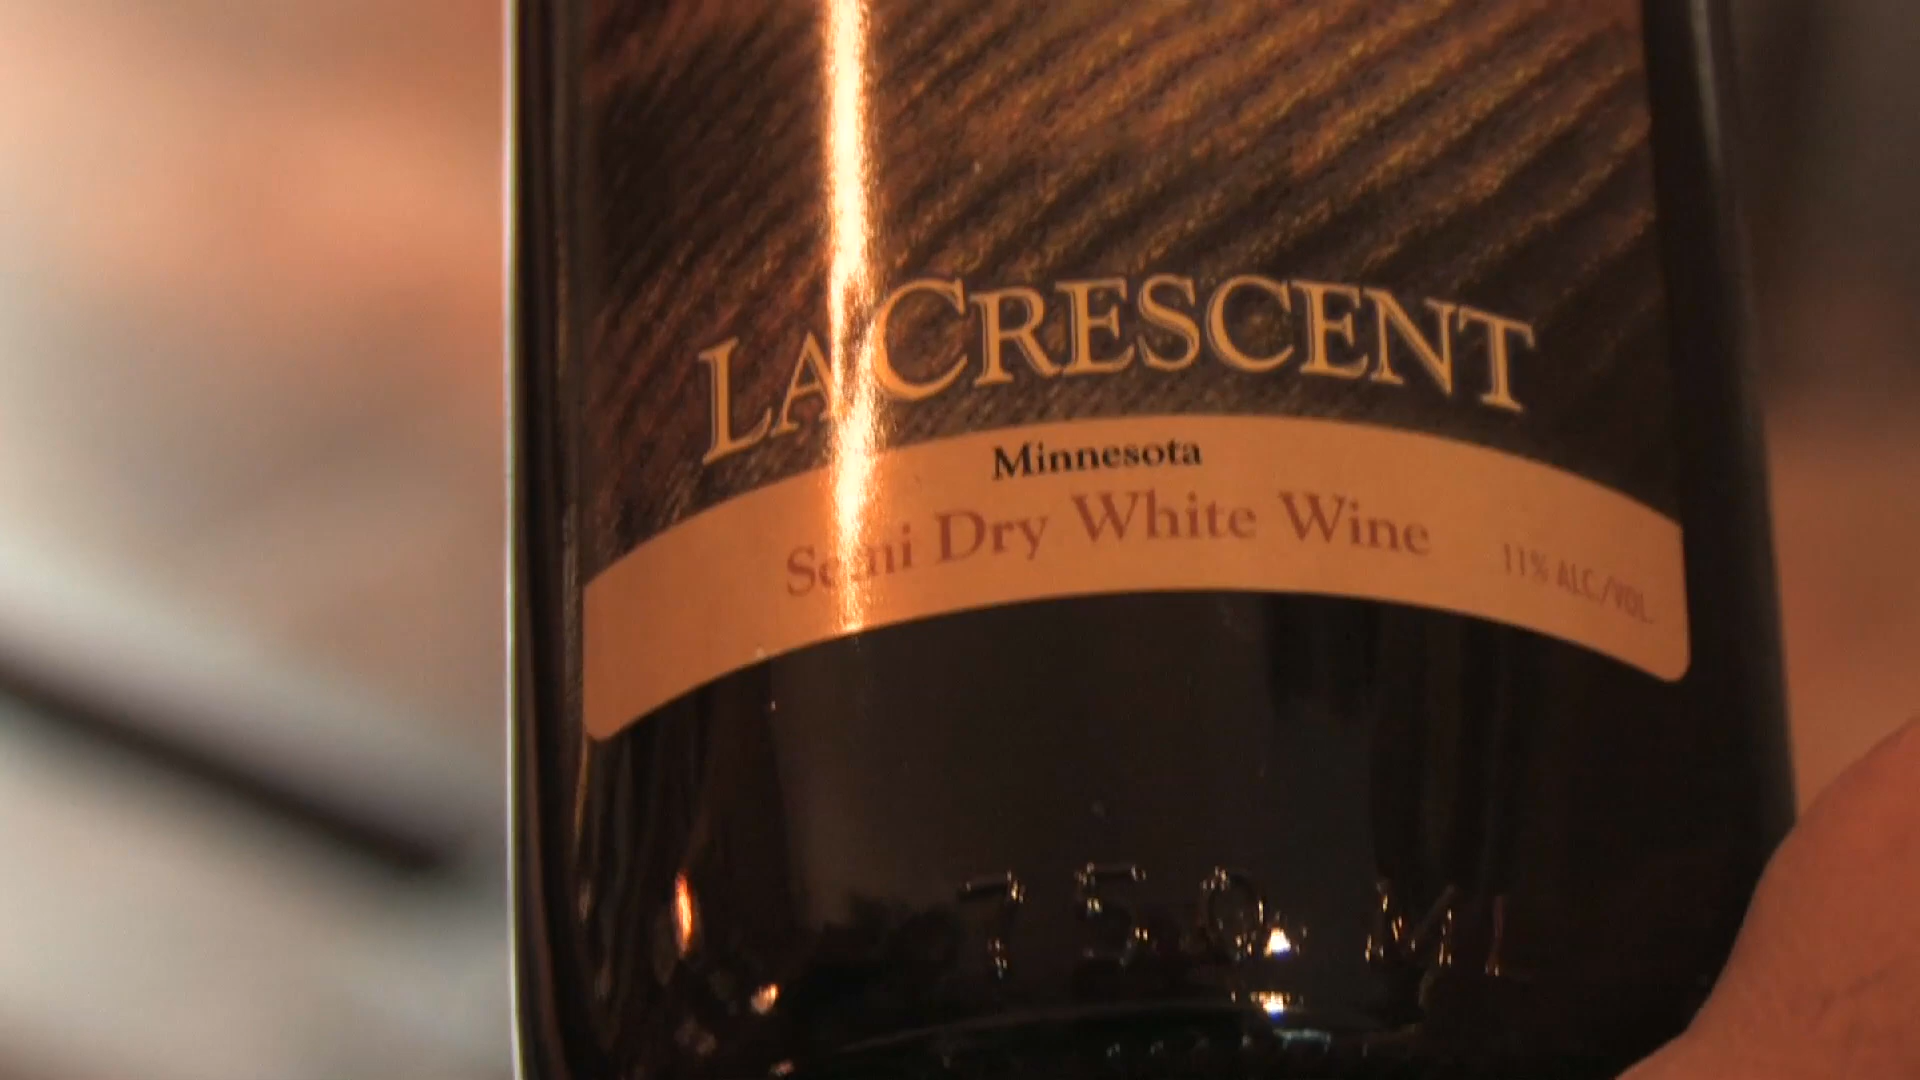 LACRESCENT
Minnesota
Semi Dry White Wine
11% ALC./VOL.
750 ML